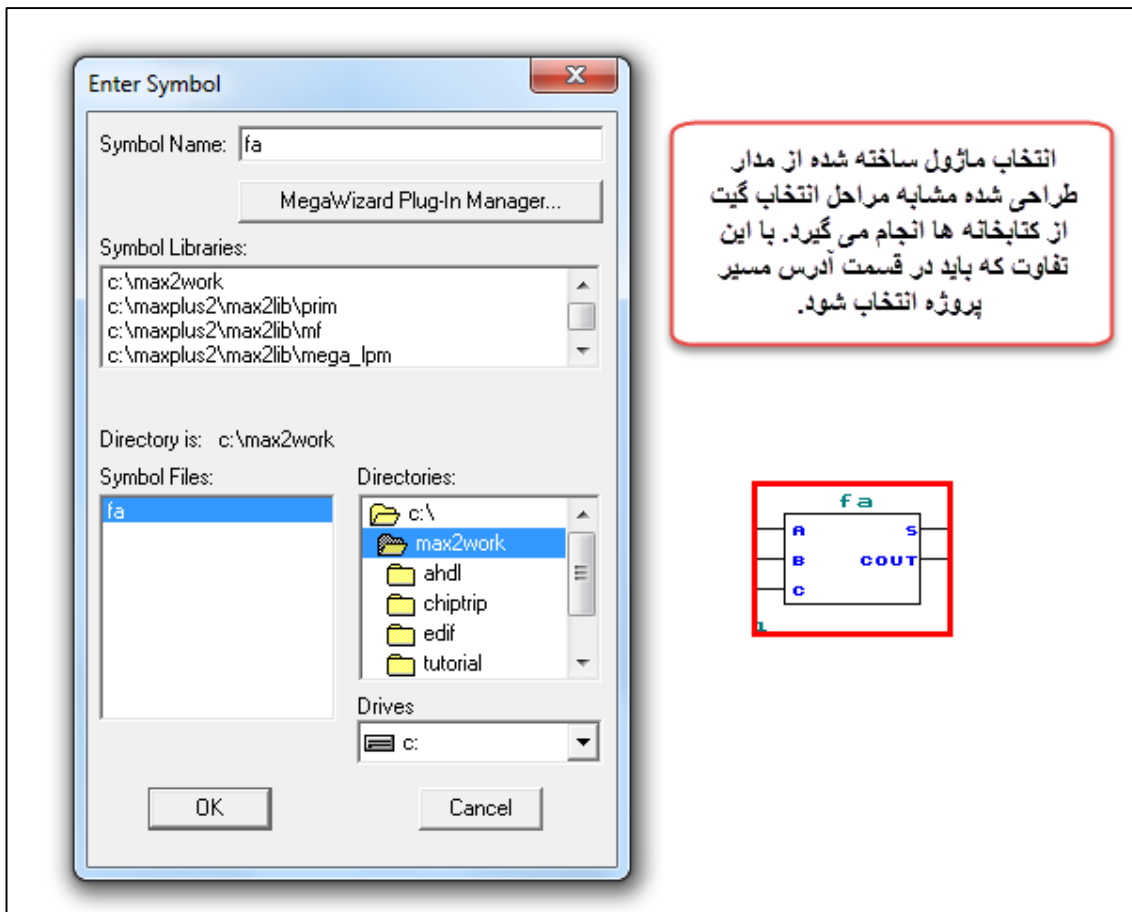 Enter Symbol
Symbol Name: fa
MegaWizard Plug-In Manager...
Symbol Libraries:
c:\max2work
c:\maxplus2\max2lib\prim
c:\maxplus2\max2lib\mf
c:\maxplus2\max2lib\mega_lpm
Directory is: c:\max2work
Symbol Files:
fa
Directories:
c:\
max2work
ahdl
chiptrip
edif
tutorial
Drives
c:
OK
Cancel
انتخاب ماژول ساخته شده از مدار
طراحی شده مشابه مراحل انتخاب گیت
از کتابخانه ها انجام می گیرد. با این
تفاوت که باید در قسمت آدرس مسیر
پروژه انتخاب شود.
fa
A S
B COUT
C
1